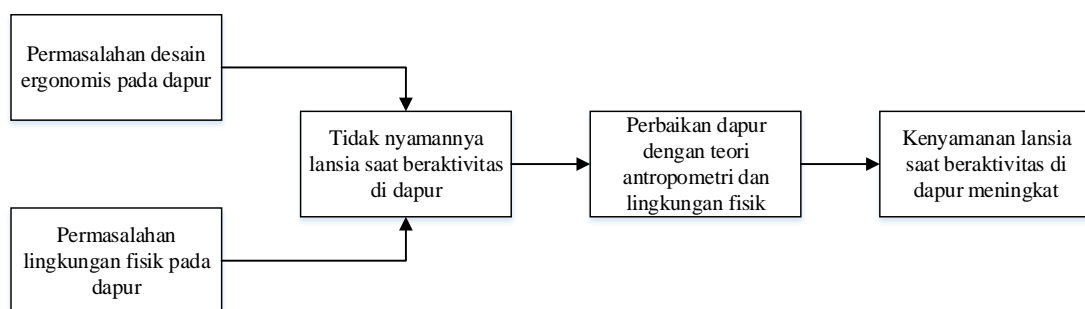 Permasalahan desain
ergonomis pada dapur
Permasalahan
lingkungan fisik pada
dapur
Tidak nyamannya
lansia saat beraktivitas
di dapur
Perbaikan dapur
dengan teori
antropometri dan
lingkungan fisik
Kenyamanan lansia
saat beraktivitas di
dapur meningkat